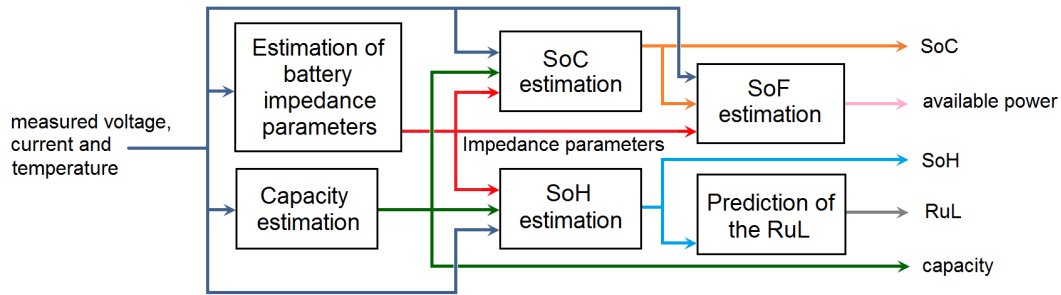 measured voltage,
current and
temperature
Estimation of
battery
impedance
parameters
Capacity
estimation
SoC
estimation
Impedance parameters
SoH
estimation
SoF
estimation
Prediction of
the RuL
SoC
available power
SoH
RuL
capacity